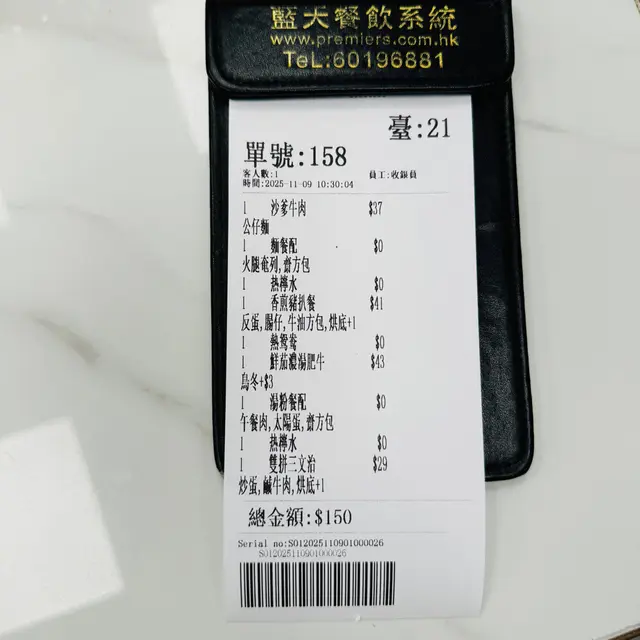 藍天餐飲系統
www.premiers.com.hk
TeL:60196881
臺:21
單號:158
客人數:1 員工:收銀員
時間:2025-11-09 10:30:04
1 沙爹牛肉 $37
公仔麵
1 麵餐配 $0
火腿奄列,齋方包
1 熱檸水 $0
1 香煎豬扒餐 $41
反蛋,腸仔,牛油方包,烘底+1
1 熱鴛鴦 $0
1 鮮茄濃湯肥牛 $43
烏冬+$3
1 湯粉餐配 $0
午餐肉,太陽蛋,齋方包
1 熱檸水 $0
1 雙拼三文治 $29
炒蛋,鹹牛肉,烘底+1
總金額:$150
Serial no:S012025110901000026
S012025110901000026